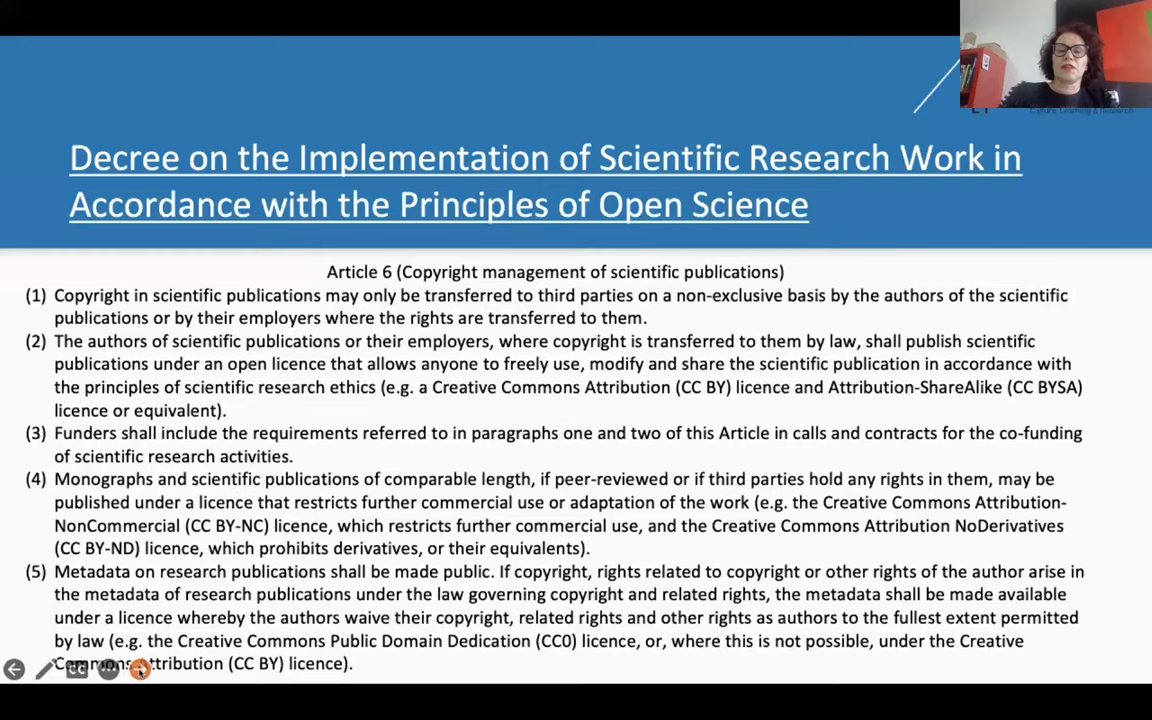 Decree on the Implementation of Scientific Research Work in
Accordance with the Principles of Open Science
Article 6 (Copyright management of scientific publications)
(1) Copyright in scientific publications may only be transferred to third parties on a non-exclusive basis by the authors of the scientific
publications or by their employers where the rights are transferred to them.
(2) The authors of scientific publications or their employers, where copyright is transferred to them by law, shall publish scientific
publications under an open licence that allows anyone to freely use, modify and share the scientific publication in accordance with
the principles of scientific research ethics (e.g. a Creative Commons Attribution (CC BY) licence and Attribution-ShareAlike (CC BYSA)
licence or equivalent).
(3) Funders shall include the requirements referred to in paragraphs one and two of this Article in calls and contracts for the co-funding
of scientific research activities.
(4) Monographs and scientific publications of comparable length, if peer-reviewed or if third parties hold any rights in them, may be
published under a licence that restricts further commercial use or adaptation of the work (e.g. the Creative Commons Attribution-
NonCommercial (CC BY-NC) licence, which restricts further commercial use, and the Creative Commons Attribution NoDerivatives
(CC BY-ND) licence, which prohibits derivatives, or their equivalents).
(5) Metadata on research publications shall be made public. If copyright, rights related to copyright or other rights of the author arise in
the metadata of research publications under the law governing copyright and related rights, the metadata shall be made available
under a licence whereby the authors waive their copyright, related rights and other rights as authors to the fullest extent permitted
by law (e.g. the Creative Commons Public Domain Dedication (CC0) licence, or, where this is not possible, under the Creative
Commons Attribution (CC BY) licence).
CC